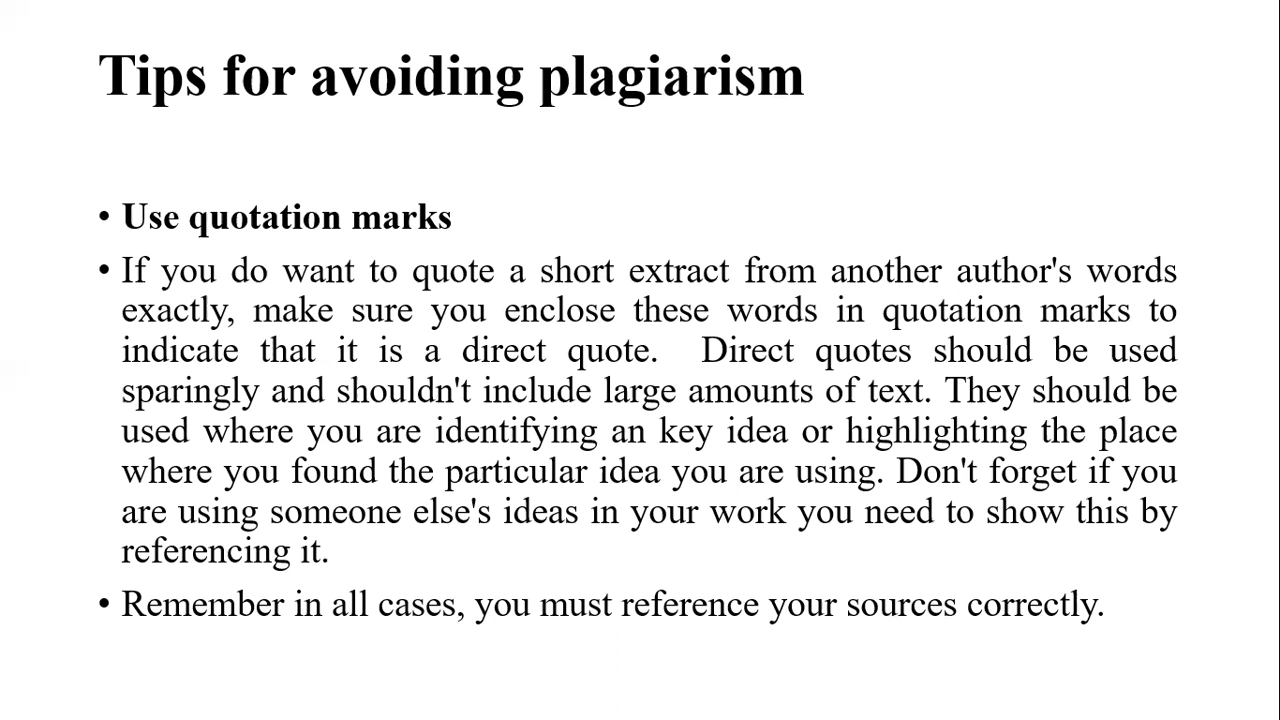 Tips for avoiding plagiarism
• Use quotation marks
• If you do want to quote a short extract from another author's words
exactly, make sure you enclose these words in quotation marks to
indicate that it is a direct quote.  Direct quotes should be used
sparingly and shouldn't include large amounts of text. They should be
used where you are identifying an key idea or highlighting the place
where you found the particular idea you are using. Don't forget if you
are using someone else's ideas in your work you need to show this by
referencing it.
• Remember in all cases, you must reference your sources correctly.